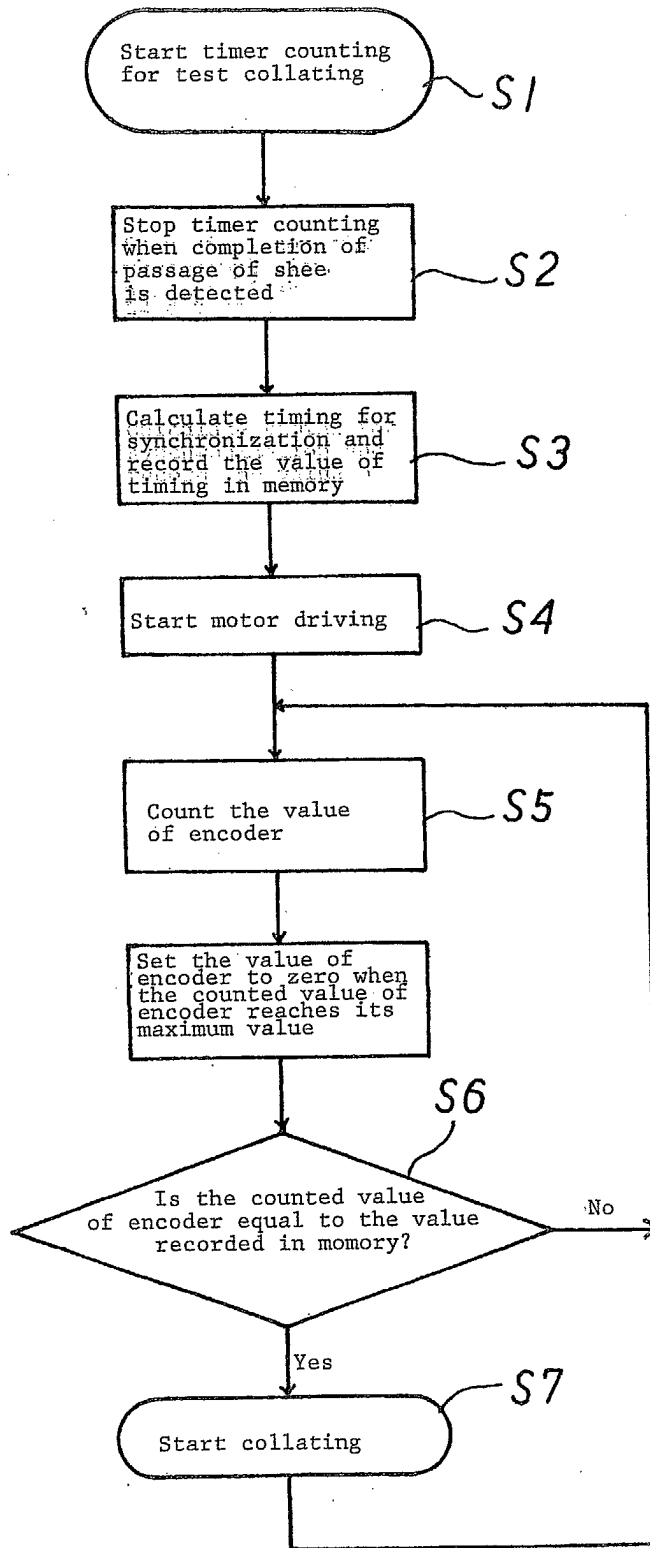 Start timer counting
for test collating
S1
Stop timer counting
when completion of
passage of shee
is detected
S2
Calculate timing for
synchronization and
record the value of
timing in memory
S3
Start motor driving
S4
Count the value
of encoder
S5
Set the value of
encoder to zero when
the counted value of
encoder reaches its
maximum value
S6
Is the counted value
of encoder equal to the value
recorded in momory?
No
Yes
S7
Start collating